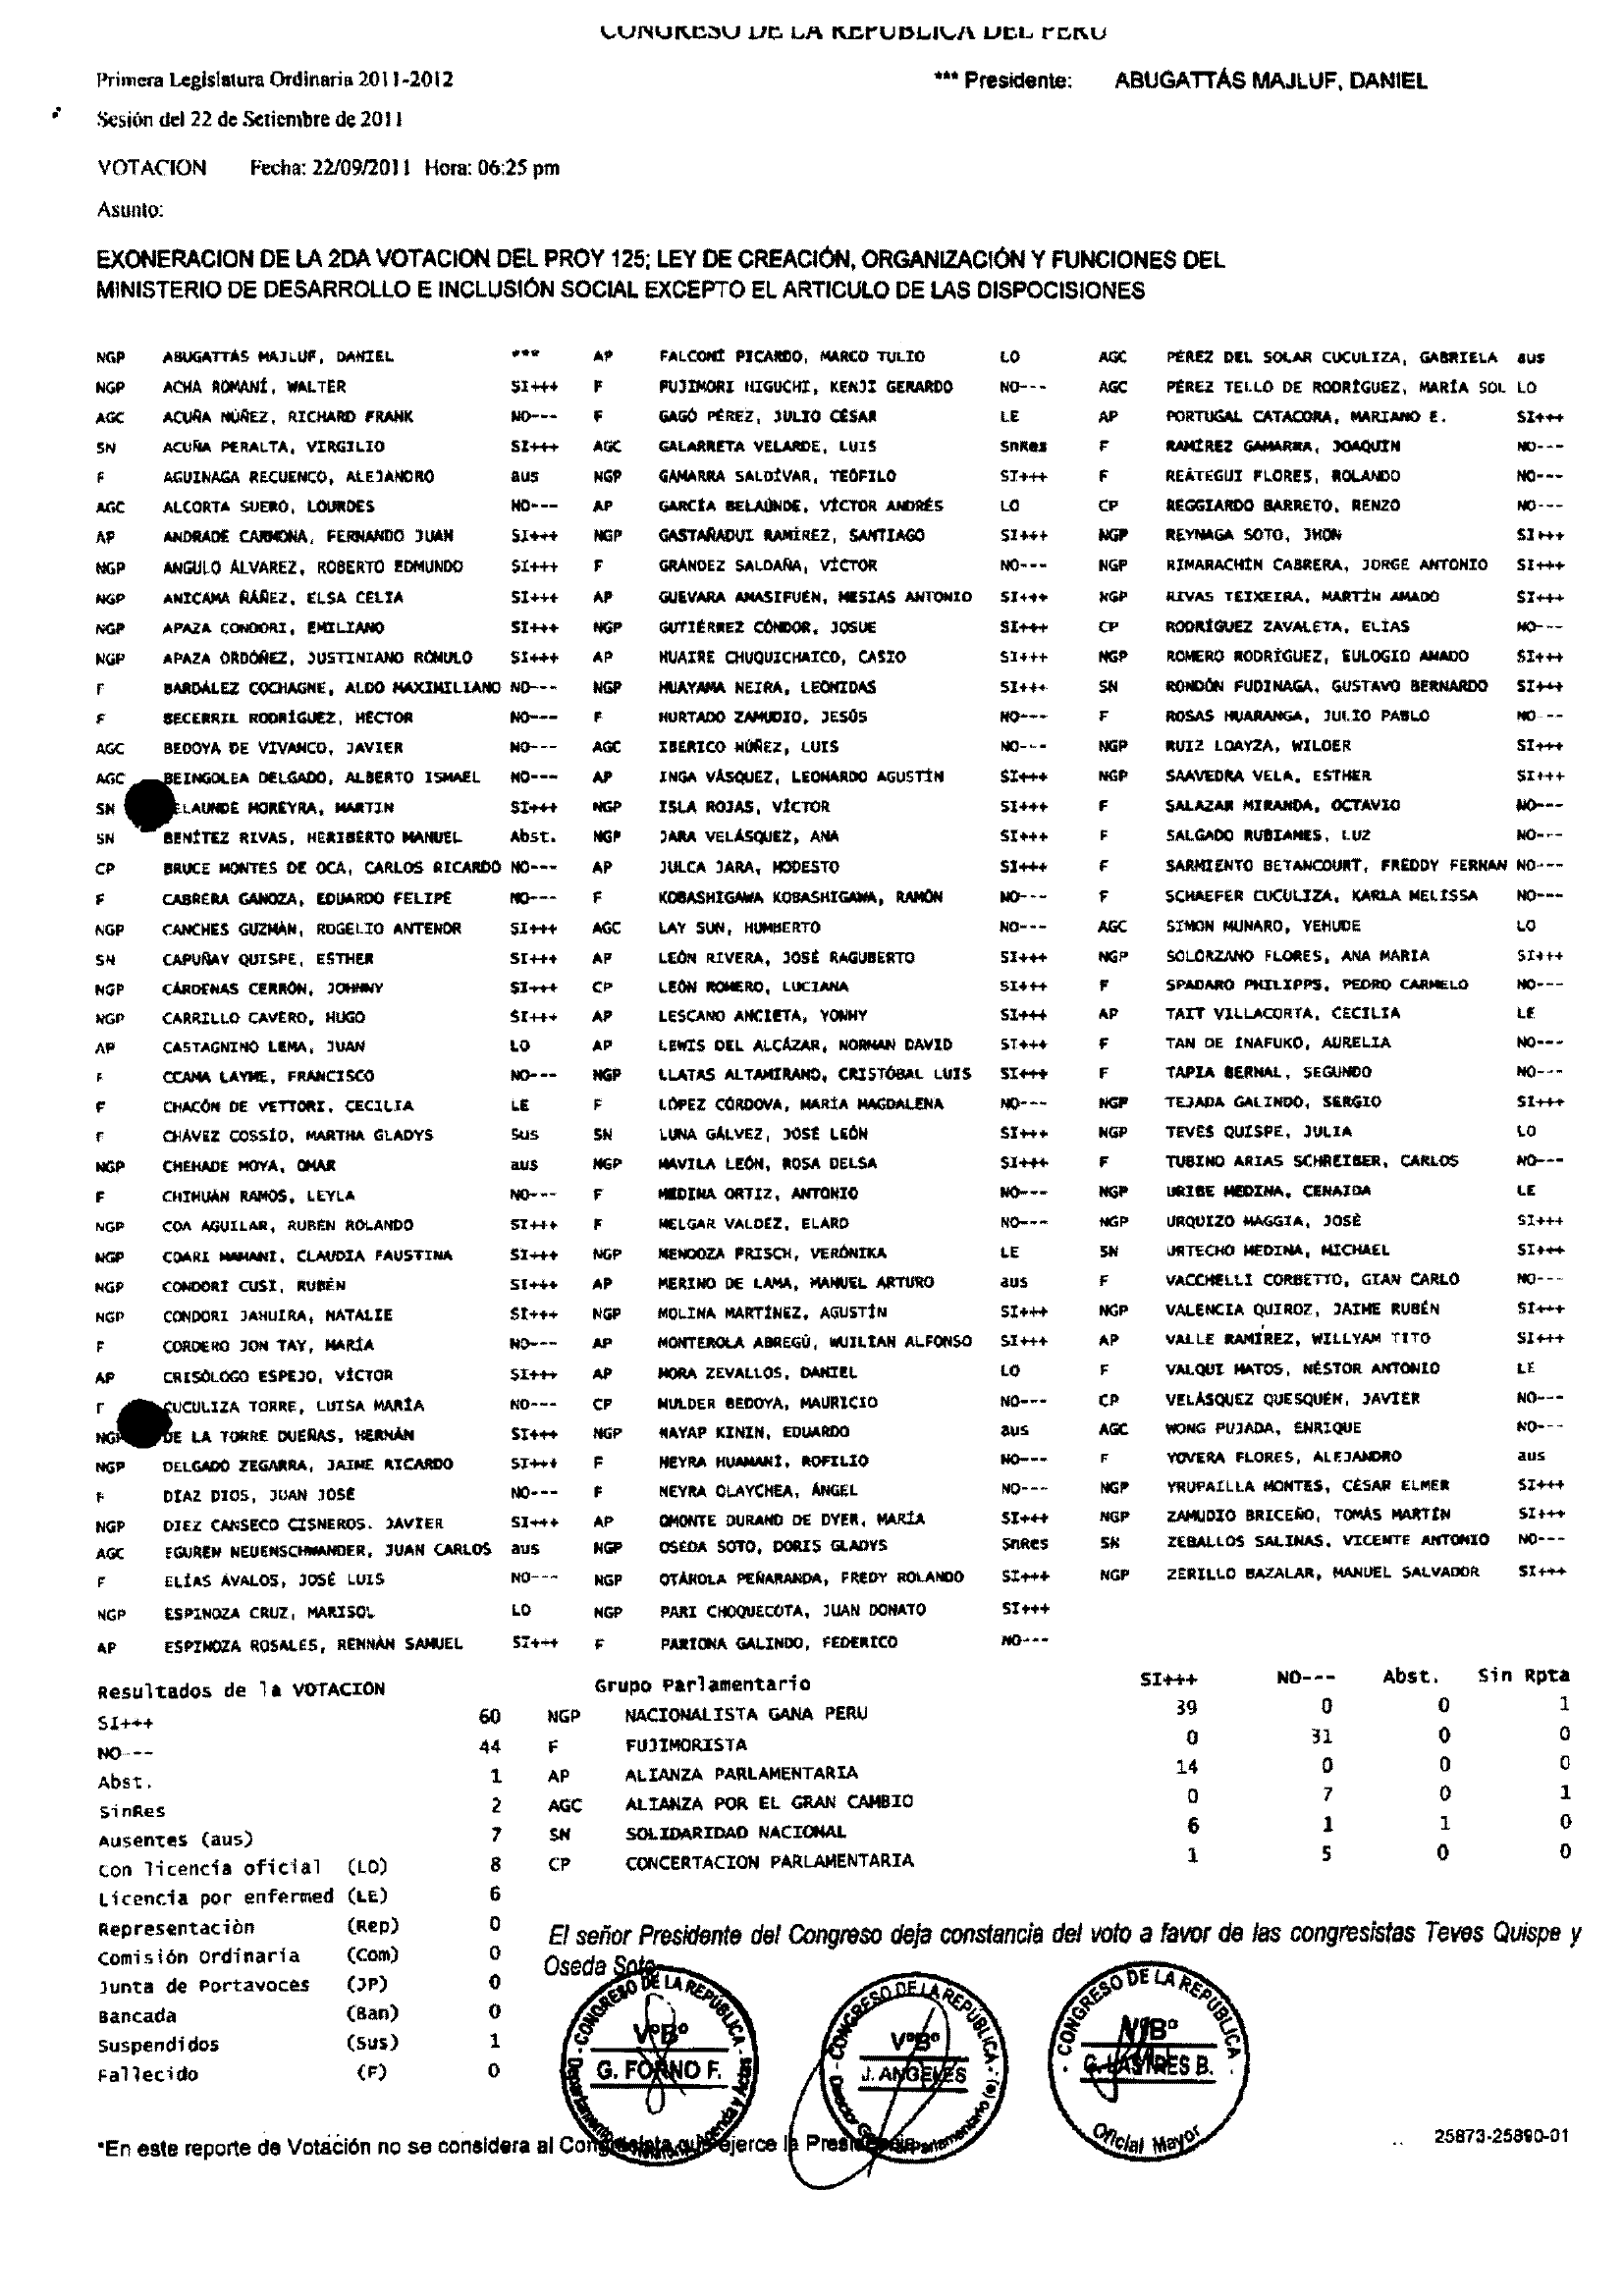 CONGRESO DE LA REPUBLICA DEL PERU
Primera Legislatura Ordinaria 2011-2012 *** Presidente: ABUGATTÁS MAJLUF, DANIEL
Sesión del 22 de Setiembre de 2011
VOTACION Fecha: 22/09/2011 Hora: 06:25 pm
Asunto:
EXONERACION DE LA 2DA VOTACION DEL PROY 125; LEY DE CREACIÓN, ORGANIZACIÓN Y FUNCIONES DEL
MINISTERIO DE DESARROLLO E INCLUSIÓN SOCIAL EXCEPTO EL ARTICULO DE LAS DISPOCISIONES
NGP ABUGATTÁS MAJLUF, DANIEL *** AP FALCONÍ PICARDO, MARCO TULIO LO AGC PÉREZ DEL SOLAR CUCULIZA, GABRIELA aus
NGP ACHA ROMANÍ, WALTER SI+++ F FUJIMORI HIGUCHI, KENJI GERARDO NO--- AGC PÉREZ TELLO DE RODRÍGUEZ, MARÍA SOL LO
AGC ACUÑA NÚÑEZ, RICHARD FRANK NO--- F GAGÓ PÉREZ, JULIO CÉSAR LE AP PORTUGAL CATACORA, MARIANO E. SI+++
SN ACUÑA PERALTA, VIRGILIO SI+++ AGC GALARRETA VELARDE, LUIS SnRes F RAMÍREZ GAMARRA, JOAQUÍN NO---
F AGUINAGA RECUENCO, ALEJANDRO aus NGP GAMARRA SALDÍVAR, TEÓFILO SI+++ F REÁTEGUI FLORES, ROLANDO NO---
AGC ALCORTA SUERO, LOURDES NO--- AP GARCÍA BELAÚNDE, VÍCTOR ANDRÉS LO CP REGGIARDO BARRETO, RENZO NO---
AP ANDRADE CARMONA, FERNANDO JUAN SI+++ NGP GASTAÑADUI RAMÍREZ, SANTIAGO SI+++ NGP REYNAGA SOTO, JHON SI+++
NGP ANGULO ÁLVAREZ, ROBERTO EDMUNDO SI+++ F GRÁNDEZ SALDAÑA, VÍCTOR NO--- NGP RIMARACHÍN CABRERA, JORGE ANTONIO SI+++
NGP ANICAMA ÑÁÑEZ, ELSA CELIA SI+++ AP GUEVARA AMASIFUÉN, MESIAS ANTONIO SI+++ NGP RIVAS TEIXEIRA, MARTÍN AMADO SI+++
NGP APAZA CONDORI, EMILIANO SI+++ NGP GUTIÉRREZ CÓNDOR, JOSUE SI+++ CP RODRÍGUEZ ZAVALETA, ELÍAS NO---
NGP APAZA ORDÓÑEZ, JUSTINIANO RÓMULO SI+++ AP HUAIRE CHUQUICHAICO, CASIO SI+++ NGP ROMERO RODRÍGUEZ, EULOGIO AMADO SI+++
F BARDÁLEZ COCHAGNE, ALDO MAXIMILIANO NO--- NGP HUAYAMA NEIRA, LEONIDAS SI+++ SN RONDÓN FUDINAGA, GUSTAVO BERNARDO SI+++
F BECERRIL RODRÍGUEZ, HÉCTOR NO--- F HURTADO ZAMUDIO, JESÚS NO--- F ROSAS HUARANGA, JULIO PABLO NO---
AGC BEDOYA DE VIVANCO, JAVIER NO--- AGC IBERICO NÚÑEZ, LUIS NO--- NGP RUIZ LOAYZA, WILDER SI+++
AGC BEINGOLEA DELGADO, ALBERTO ISMAEL NO--- AP INGA VÁSQUEZ, LEONARDO AGUSTÍN SI+++ NGP SAAVEDRA VELA, ESTHER SI+++
SN ELAUNDE MOREYRA, MARTIN SI+++ NGP ISLA ROJAS, VÍCTOR SI+++ F SALAZAR MIRANDA, OCTAVIO NO---
SN BENÍTEZ RIVAS, HERIBERTO MANUEL Abst. NGP JARA VELÁSQUEZ, ANA SI+++ F SALGADO RUBIANES, LUZ NO---
CP BRUCE MONTES DE OCA, CARLOS RICARDO NO--- AP JULCA JARA, MODESTO SI+++ F SARMIENTO BETANCOURT, FREDDY FERNAN NO---
F CABRERA GANOZA, EDUARDO FELIPE NO--- F KOBASHIGAWA KOBASHIGAWA, RAMÓN NO--- F SCHAEFER CUCULIZA, KARLA MELISSA NO---
NGP CANCHES GUZMÁN, ROGELIO ANTENOR SI+++ AGC LAY SUN, HUMBERTO NO--- AGC SIMON MUNARO, YEHUDE LO
SN CAPUÑAY QUISPE, ESTHER SI+++ AP LEÓN RIVERA, JOSÉ RAGUBERTO SI+++ NGP SOLORZANO FLORES, ANA MARIA SI+++
NGP CÁRDENAS CERRÓN, JOHNNY SI+++ CP LEÓN ROMERO, LUCIANA SI+++ F SPADARO PHILIPPS, PEDRO CARMELO NO---
NGP CARRILLO CAVERO, HUGO SI+++ AP LESCANO ANCIETA, YONHY SI+++ AP TAIT VILLACORTA, CECILIA LE
AP CASTAGNINO LEMA, JUAN LO AP LEWIS DEL ALCÁZAR, NORMAN DAVID SI+++ F TAN DE INAFUKO, AURELIA NO---
F CCAMA LAYME, FRANCISCO NO--- NGP LLATAS ALTAMIRANO, CRISTÓBAL LUIS SI+++ F TAPIA BERNAL, SEGUNDO NO---
F CHACÓN DE VETTORI, CECILIA LE F LÓPEZ CÓRDOVA, MARÍA MAGDALENA NO--- NGP TEJADA GALINDO, SERGIO SI+++
F CHÁVEZ COSSÍO, MARTHA GLADYS Sus SN LUNA GÁLVEZ, JOSÉ LEÓN SI+++ NGP TEVES QUISPE, JULIA LO
NGP CHEHADE MOYA, OMAR aus NGP MAVILA LEÓN, ROSA DELSA SI+++ F TUBINO ARIAS SCHREIBER, CARLOS NO---
F CHIHUÁN RAMOS, LEYLA NO--- F MEDINA ORTIZ, ANTONIO NO--- NGP URIBE MEDINA, CENAIDA LE
NGP COA AGUILAR, RUBÉN ROLANDO SI+++ F MELGAR VALDEZ, ELARD NO--- NGP URQUIZO MAGGIA, JOSÉ SI+++
NGP COARI MAMANI, CLAUDIA FAUSTINA SI+++ NGP MENDOZA FRISCH, VERÓNIKA LE SN URTECHO MEDINA, MICHAEL SI+++
NGP CONDORI CUSI, RUBÉN SI+++ AP MERINO DE LAMA, MANUEL ARTURO aus F VACCHELLI CORBETTO, GIAN CARLO NO---
NGP CONDORI JAHUIRA, NATALIE SI+++ NGP MOLINA MARTÍNEZ, AGUSTÍN SI+++ NGP VALENCIA QUIROZ, JAIME RUBÉN SI+++
F CORDERO JON TAY, MARÍA NO--- AP MONTEROLA ABREGÚ, WUILIAN ALFONSO SI+++ AP VALLE RAMÍREZ, WILLYAM TITO SI+++
AP CRISÓLOGO ESPEJO, VÍCTOR SI+++ AP MORA ZEVALLOS, DANIEL LO F VALQUI MATOS, NÉSTOR ANTONIO LE
F CUCULIZA TORRE, LUISA MARÍA NO--- CP MULDER BEDOYA, MAURICIO NO--- CP VELÁSQUEZ QUESQUÉN, JAVIER NO---
NGP DE LA TORRE DUEÑAS, HERNÁN SI+++ NGP NAYAP KININ, EDUARDO aus AGC WONG PUJADA, ENRIQUE NO---
NGP DELGADO ZEGARRA, JAIME RICARDO SI+++ F NEYRA HUAMANÍ, ROFILIO NO--- F YOVERA FLORES, ALEJANDRO aus
F DÍAZ DIOS, JUAN JOSÉ NO--- F NEYRA OLAYCHEA, ÁNGEL NO--- NGP YRUPAILLA MONTES, CÉSAR ELMER SI+++
NGP DIEZ CANSECO CISNEROS. JAVIER SI+++ AP OMONTE DURAND DE DYER, MARÍA SI+++ NGP ZAMUDIO BRICEÑO, TOMÁS MARTÍN SI+++
AGC EGUREN NEUENSCHWANDER, JUAN CARLOS aus NGP OSEDA SOTO, DORIS GLADYS SnRes SN ZEBALLOS SALINAS, VICENTE ANTONIO NO---
F ELÍAS ÁVALOS, JOSÉ LUIS NO--- NGP OTÁROLA PEÑARANDA, FREDY ROLANDO SI+++ NGP ZERILLO BAZALAR, MANUEL SALVADOR SI+++
NGP ESPINOZA CRUZ, MARISOL LO NGP PARI CHOQUECOTA, JUAN DONATO SI+++
AP ESPINOZA ROSALES, RENNÁN SAMUEL SI+++ F PARIONA GALINDO, FEDERICO NO---
Resultados de la VOTACION Grupo Parlamentario SI+++ NO--- Abst. Sin Rpta
SI+++ 60 NGP NACIONALISTA GANA PERU 39 0 0 1
NO--- 44 F FUJIMORISTA 0 31 0 0
Abst. 1 AP ALIANZA PARLAMENTARIA 14 0 0 0
SinRes 2 AGC ALIANZA POR EL GRAN CAMBIO 0 7 0 1
Ausentes (aus) 7 SN SOLIDARIDAD NACIONAL 6 1 1 0
Con licencia oficial (LO) 8 CP CONCERTACION PARLAMENTARIA 1 5 0 0
Licencia por enfermed (LE) 6
Representación (Rep) 0
Comisión Ordinaria (Com) 0
Junta de Portavoces (JP) 0
Bancada (Ban) 0
Suspendidos (Sus) 1
Fallecido (F) 0
El señor Presidente del Congreso deja constancia del voto a favor de las congresistas Teves Quispe y
Oseda Soto
CONGRESO DE LA REPÚBLICA VºBº G. FORNO F. Departamento Agenda y Actas
CONGRESO DE LA REPÚBLICA VºBº J. ANGELES Director (e)
CONGRESO DE LA REPÚBLICA VºBº G. LASTRES B. Oficial Mayor
*En este reporte de Votación no se considera al Congresista que ejerce la Presidencia
25873-25890-01